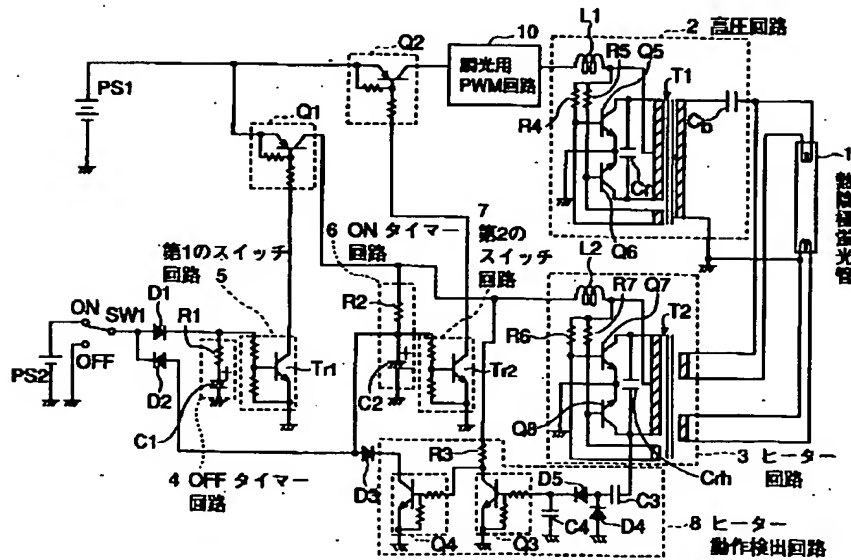 Q2
10
調光用
PWM回路
L1
2 高圧回路
R5 Q5
T1
PS1
Q1
R4
Cb
1
熱陰極蛍光管
Cr
Q6
6 ON タイマー
回路
7
第2の
スイッチ
回路
第1のスイッチ
回路
5
L2
R7 Q7
T2
ON
SW1
D1
R1
R2
R6
OFF
PS2
D2
Tr1
C2
Tr2
Q8
C1
R3
Crh
3 ヒーター
回路
4 OFF タイマー
回路
D3
D5
C3
C4
D4
8 ヒーター
動作検出回路
Q4
Q3